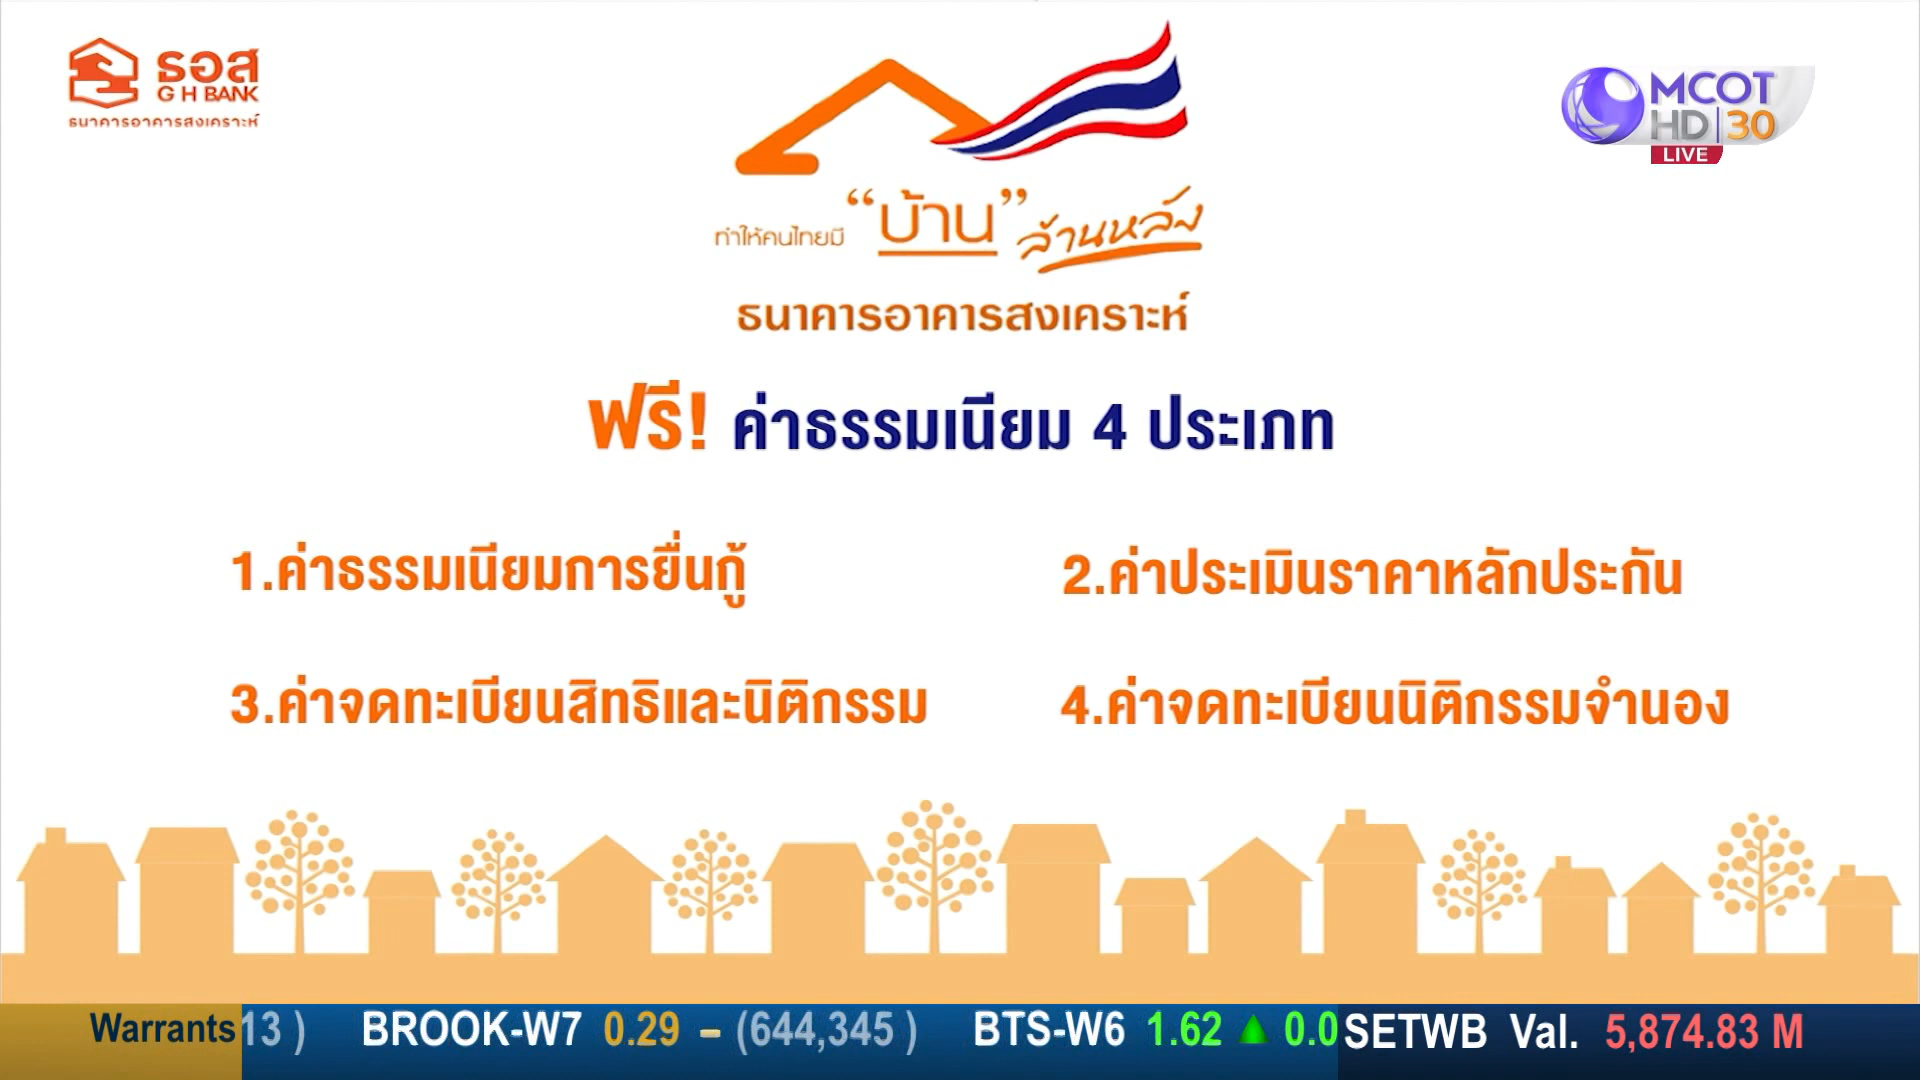 ธอส
G H BANK
ธนาคารอาคารสงเคราะห์
MCOT
HD 30
LIVE
ทำให้คนไทยมี “บ้าน” ล้านหลัง
ธนาคารอาคารสงเคราะห์
ฟรี! ค่าธรรมเนียม 4 ประเภท
1.ค่าธรรมเนียมการยื่นกู้
2.ค่าประเมินราคาหลักประกัน
3.ค่าจดทะเบียนสิทธิและนิติกรรม
4.ค่าจดทะเบียนนิติกรรมจำนอง
Warrants 13 ) BROOK-W7 0.29 – (644,345 ) BTS-W6 1.62 ▲ 0.0 SETWB Val. 5,874.83 M